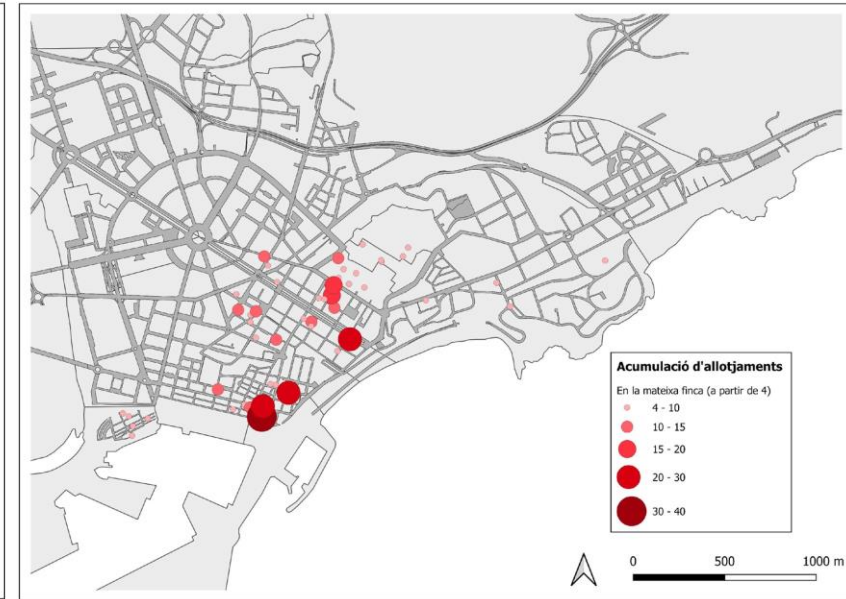 Acumulació d'allotjaments
En la mateixa finca (a partir de 4)
4 - 10
10 - 15
15 - 20
20 - 30
30 - 40
0 500 1000 m